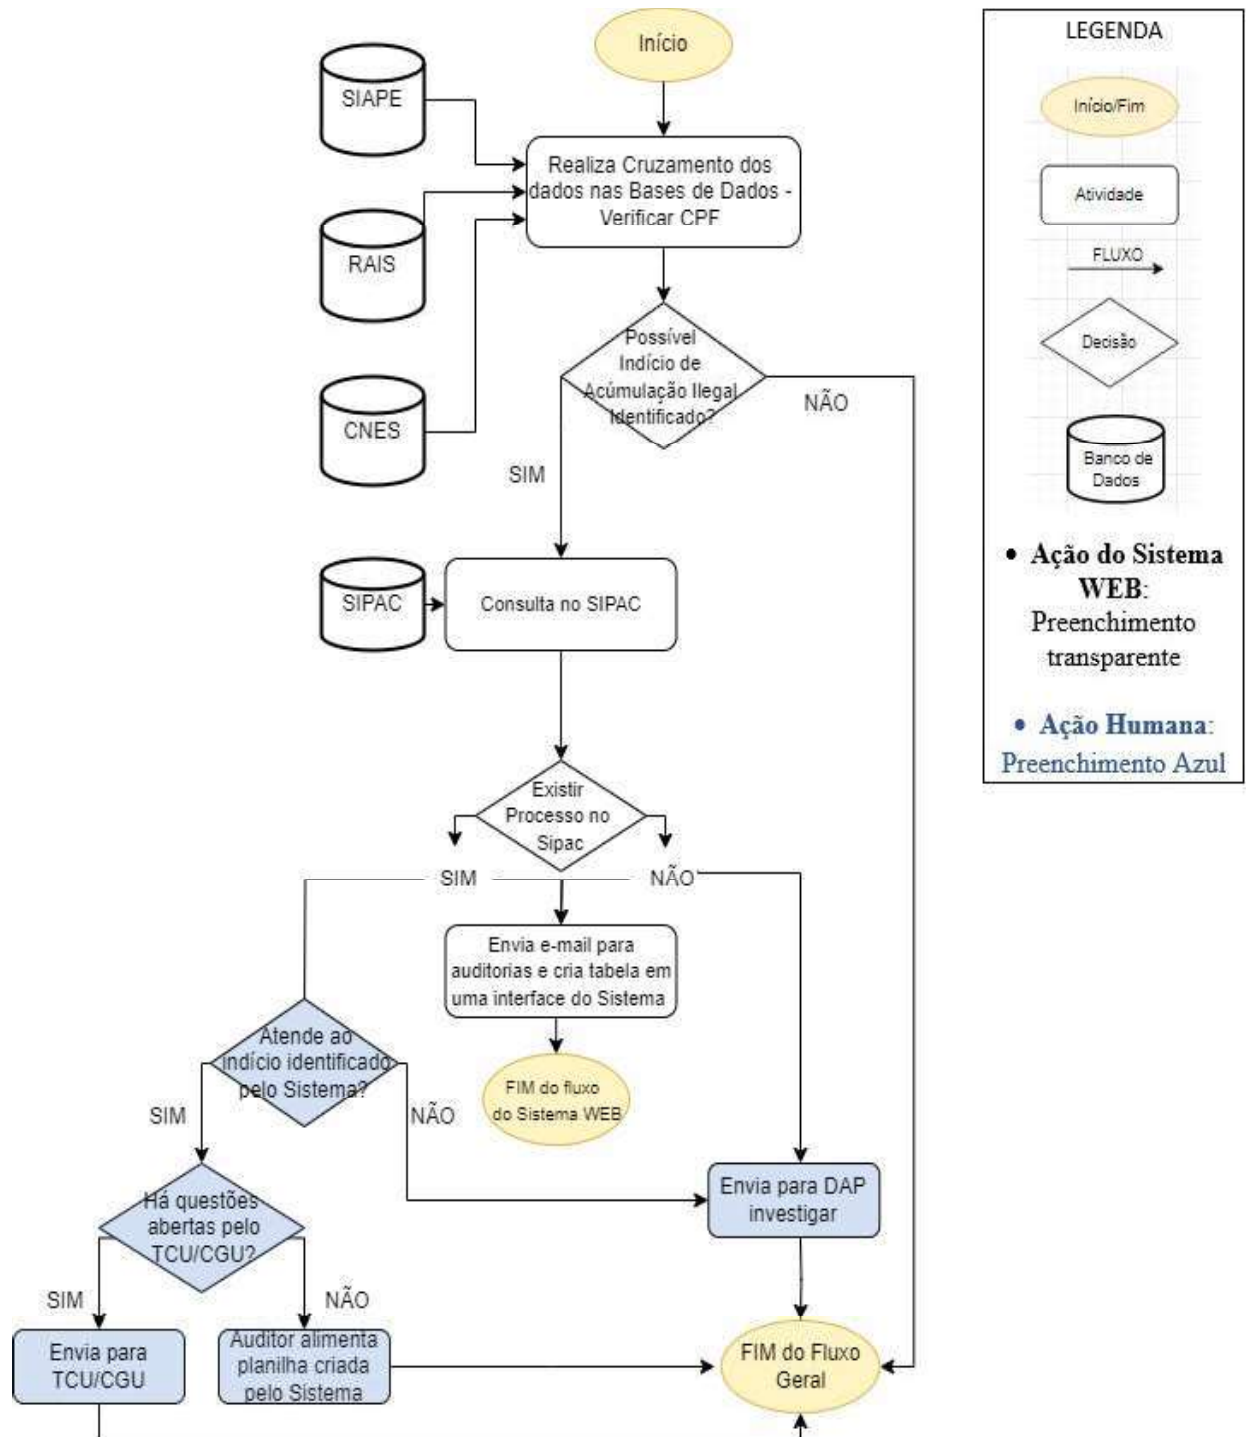 Início
SIAPE
Realiza Cruzamento dos
dados nas Bases de Dados -
Verificar CPF
RAIS
CNES
Possível
Indício de
Acúmulação Ilegal
Identificado?
NÃO
SIM
SIPAC
Consulta no SIPAC
Existir
Processo no
Sipac
SIM
NÃO
Envia e-mail para
auditorias e cria tabela em
uma interface do Sistema
Atende ao
indício identificado
pelo Sistema?
FIM do fluxo
do Sistema WEB
SIM
NÃO
Há questões
abertas pelo
TCU/CGU?
Envia para DAP
investigar
SIM
NÃO
Envia para
TCU/CGU
Auditor alimenta
planilha criada
pelo Sistema
FIM do Fluxo
Geral
LEGENDA
Início/Fim
Atividade
FLUXO
Decisão
Banco de
Dados
• Ação do Sistema
WEB:
Preenchimento
transparente
• Ação Humana:
Preenchimento Azul